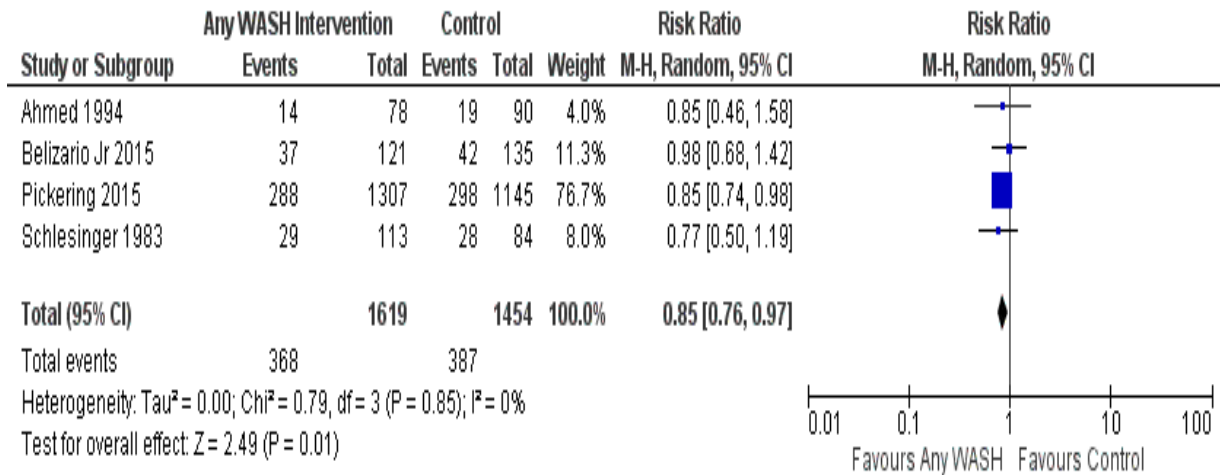 Any WASH Intervention Control Risk Ratio Risk Ratio
Study or Subgroup Events Total Events Total Weight M-H, Random, 95% CI M-H, Random, 95% CI
Ahmed 1994 14 78 19 90 4.0% 0.85 [0.46, 1.58]
Belizario Jr 2015 37 121 42 135 11.3% 0.98 [0.68, 1.42]
Pickering 2015 288 1307 298 1145 76.7% 0.85 [0.74, 0.98]
Schlesinger 1983 29 113 28 84 8.0% 0.77 [0.50, 1.19]
Total (95% CI) 1619 1454 100.0% 0.85 [0.76, 0.97]
Total events 368 387
Heterogeneity: Tau² = 0.00; Chi² = 0.79, df = 3 (P = 0.85); I² = 0%
Test for overall effect: Z = 2.49 (P = 0.01)
0.01 0.1 1 10 100
Favours Any WASH Favours Control